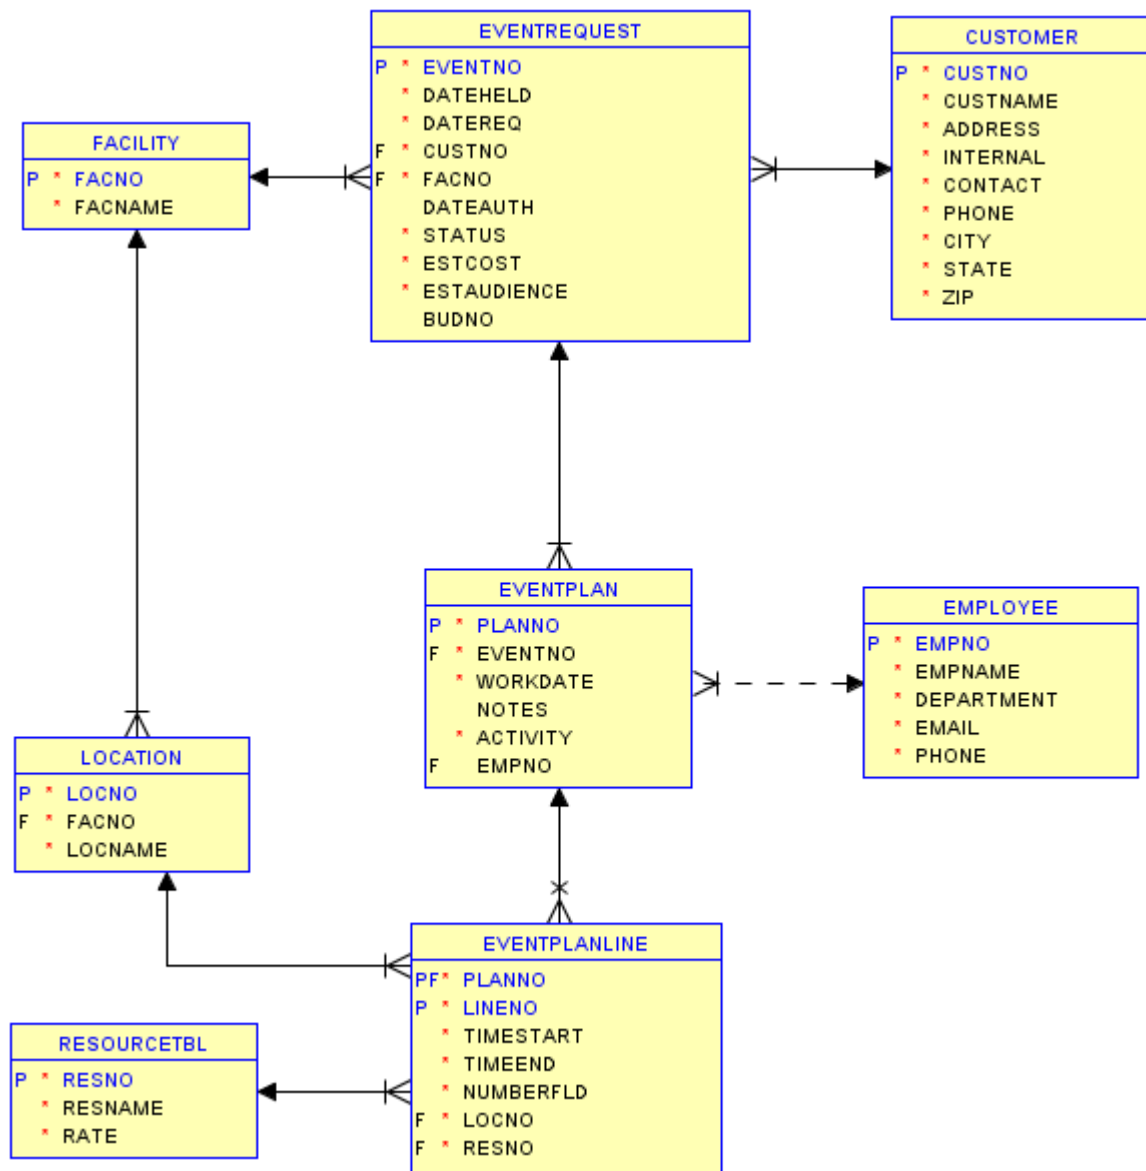 EVENTREQUEST
P * EVENTNO
* DATEHELD
* DATEREQ
F * CUSTNO
F * FACNO
DATEAUTH
* STATUS
* ESTCOST
* ESTAUDIENCE
BUDNO
CUSTOMER
P * CUSTNO
* CUSTNAME
* ADDRESS
* INTERNAL
* CONTACT
* PHONE
* CITY
* STATE
* ZIP
FACILITY
P * FACNO
* FACNAME
EVENTPLAN
P * PLANNO
F * EVENTNO
* WORKDATE
NOTES
* ACTIVITY
F EMPNO
EMPLOYEE
P * EMPNO
* EMPNAME
* DEPARTMENT
* EMAIL
* PHONE
LOCATION
P * LOCNO
F * FACNO
* LOCNAME
EVENTPLANLINE
PF* PLANNO
P * LINENO
* TIMESTART
* TIMEEND
* NUMBERFLD
F * LOCNO
F * RESNO
RESOURCETBL
P * RESNO
* RESNAME
* RATE